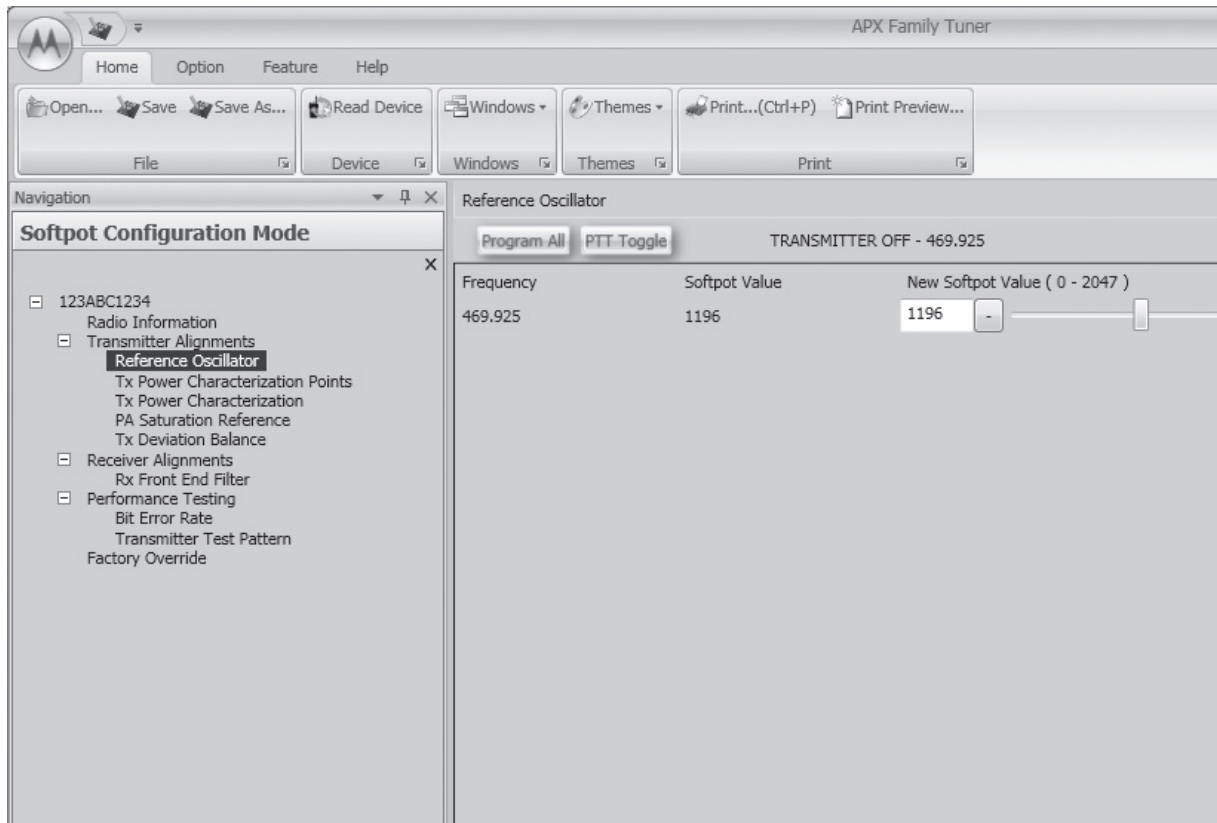 APX Family Tuner
Home Option Feature Help
Open... Save Save As... Read Device Windows Themes Print...(Ctrl+P) Print Preview...
File Device Windows Themes Print
Navigation
Softpot Configuration Mode
123ABC1234
Radio Information
Transmitter Alignments
Reference Oscillator
Tx Power Characterization Points
Tx Power Characterization
PA Saturation Reference
Tx Deviation Balance
Receiver Alignments
Rx Front End Filter
Performance Testing
Bit Error Rate
Transmitter Test Pattern
Factory Override
Reference Oscillator
Program All PTT Toggle TRANSMITTER OFF - 469.925
Frequency Softpot Value New Softpot Value ( 0 - 2047 )
469.925 1196 1196 -